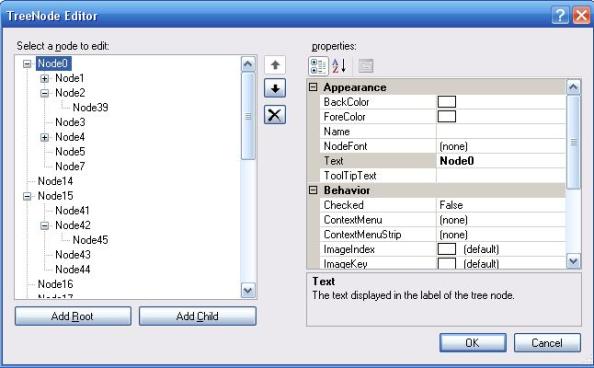 TreeNode Editor
Select a node to edit:
Node0
Node1
Node2
Node39
Node3
Node4
Node5
Node7
Node14
Node15
Node41
Node42
Node45
Node43
Node44
Node16
Node17
Add Root
Add Child
properties:
Appearance
BackColor
ForeColor
Name
NodeFont (none)
Text Node0
ToolTipText
Behavior
Checked False
ContextMenu (none)
ContextMenuStrip (none)
ImageIndex (default)
ImageKey (default)
Text
The text displayed in the label of the tree node.
OK
Cancel